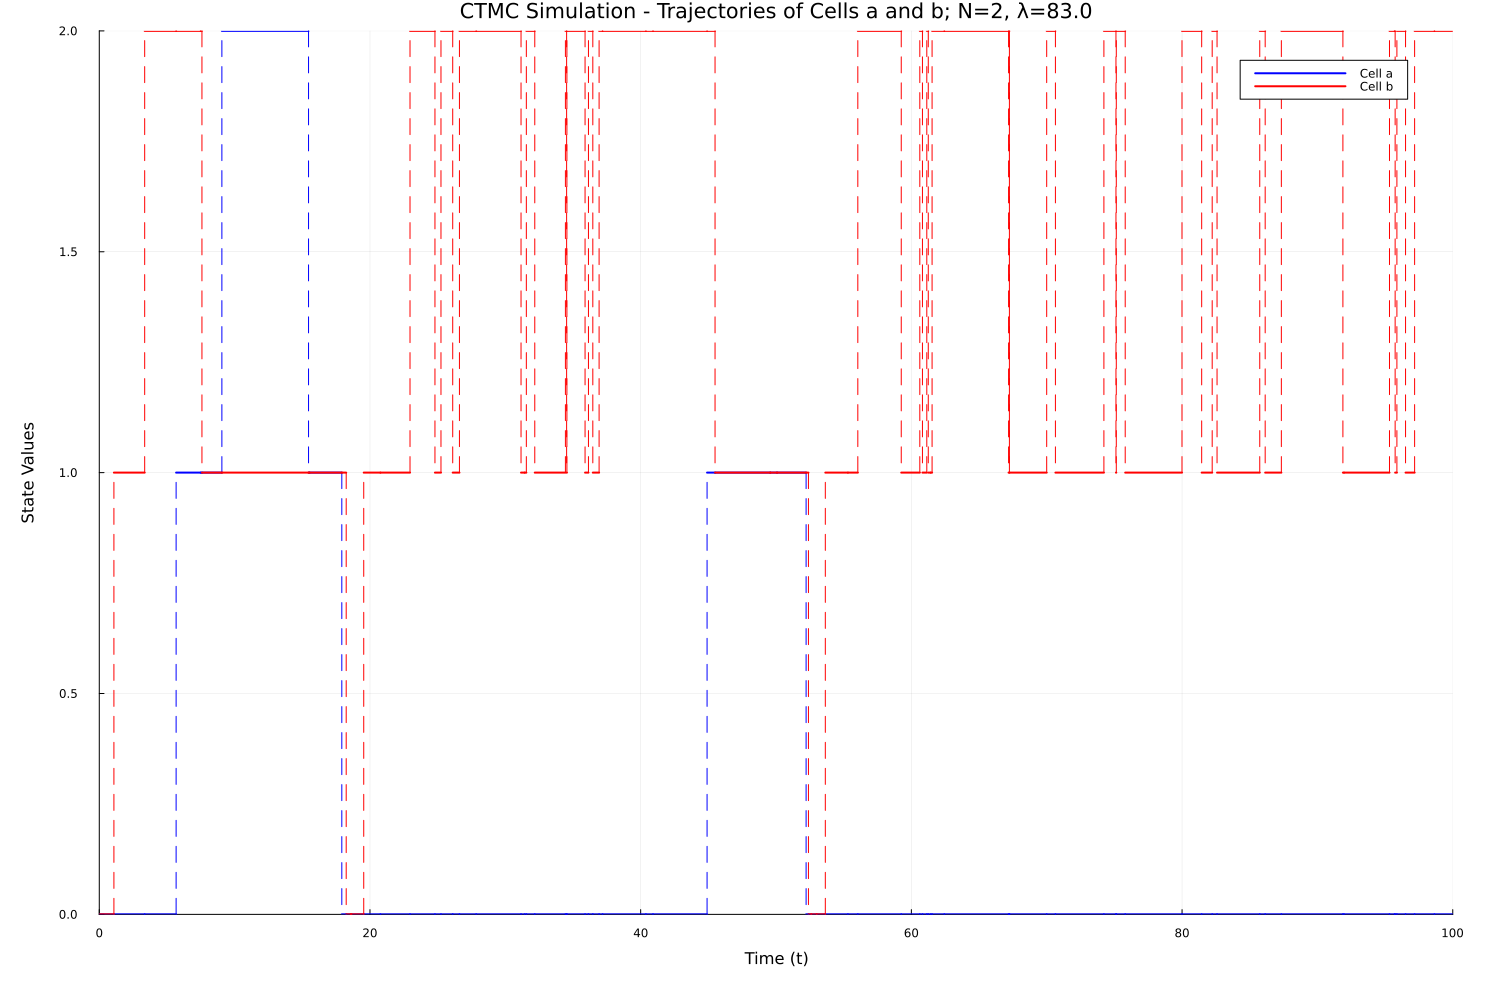 CTMC Simulation - Trajectories of Cells a and b; N=2, λ=83.0
2.0
Cell a
Cell b
1.5
State Values
1.0
0.5
0.0
0 20 40 60 80 100
Time (t)